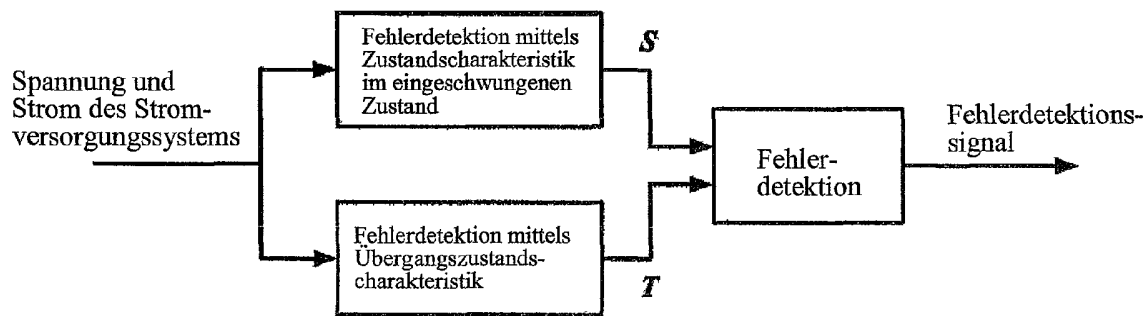 Spannung und
Strom des Strom-
versorgungssystems
Fehlerdetektion mittels
Zustandscharakteristik
im eingeschwungenen
Zustand
S
Fehlerdetektion mittels
Übergangszustands-
charakteristik
T
Fehler-
detektion
Fehlerdetektions-
signal